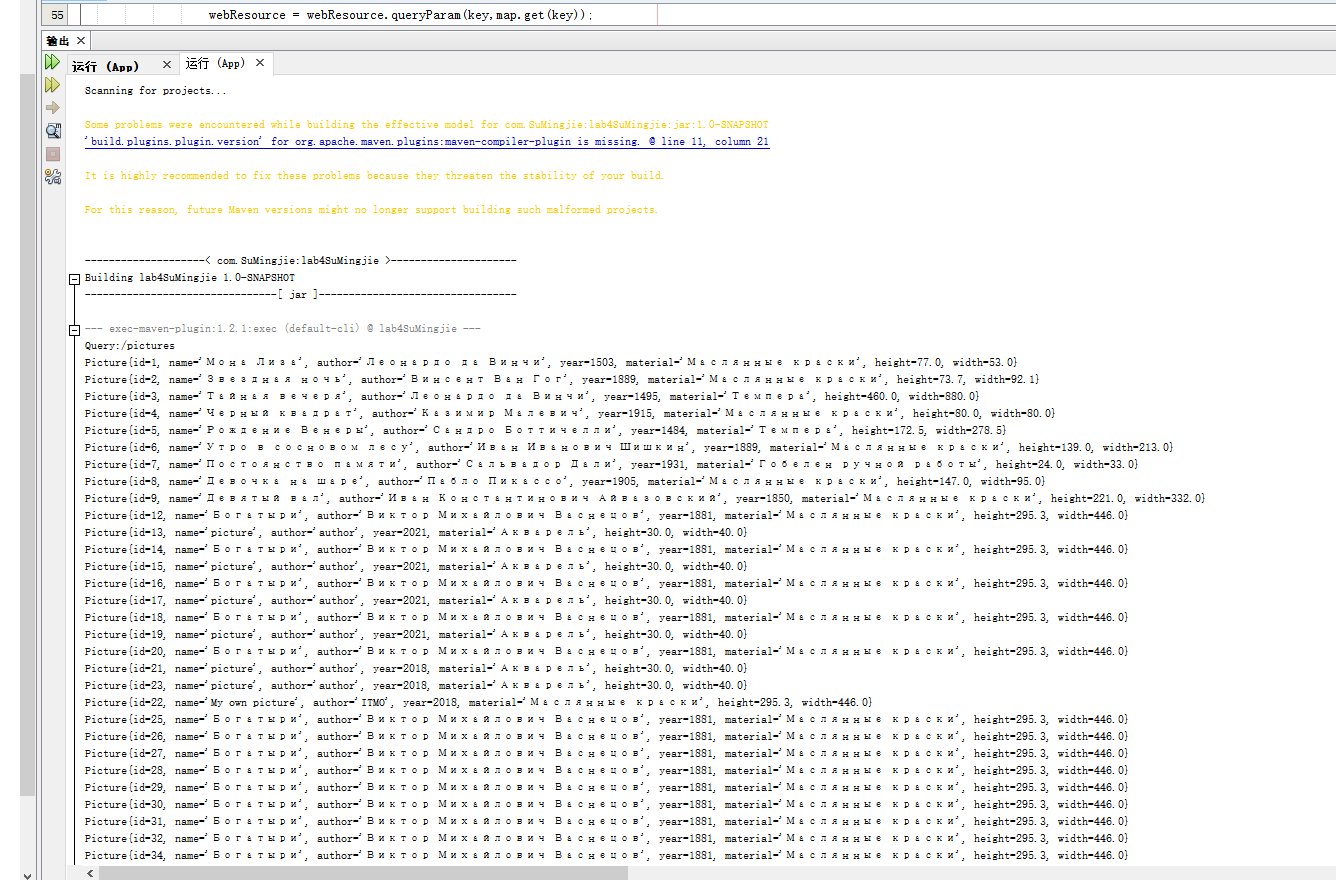 55 webResource = webResource.queryParam(key,map.get(key));
输出
运行 (App) 运行 (App)
Scanning for projects...
Some problems were encountered while building the effective model for com.SuMingjie:lab4SuMingjie:jar:1.0-SNAPSHOT
'build.plugins.plugin.version' for org.apache.maven.plugins:maven-compiler-plugin is missing. @ line 11, column 21
It is highly recommended to fix these problems because they threaten the stability of your build.
For this reason, future Maven versions might no longer support building such malformed projects.
--------------------< com.SuMingjie:lab4SuMingjie >---------------------
Building lab4SuMingjie 1.0-SNAPSHOT
--------------------------------[ jar ]---------------------------------
--- exec-maven-plugin:1.2.1:exec (default-cli) @ lab4SuMingjie ---
Query:/pictures
Picture{id=1, name='Мона Лиза', author='Леонардо да Винчи', year=1503, material='Маслянные краски', height=77.0, width=53.0}
Picture{id=2, name='Звездная ночь', author='Винсент Ван Гог', year=1889, material='Маслянные краски', height=73.7, width=92.1}
Picture{id=3, name='Тайная вечеря', author='Леонардо да Винчи', year=1495, material='Темпера', height=460.0, width=880.0}
Picture{id=4, name='Черный квадрат', author='Казимир Малевич', year=1915, material='Маслянные краски', height=80.0, width=80.0}
Picture{id=5, name='Рождение Венеры', author='Сандро Боттичелли', year=1484, material='Темпера', height=172.5, width=278.5}
Picture{id=6, name='Утро в сосновом лесу', author='Иван Иванович Шишкин', year=1889, material='Маслянные краски', height=139.0, width=213.0}
Picture{id=7, name='Постоянство памяти', author='Сальвадор Дали', year=1931, material='Гобелен ручной работы', height=24.0, width=33.0}
Picture{id=8, name='Девочка на шаре', author='Пабло Пикассо', year=1905, material='Маслянные краски', height=147.0, width=95.0}
Picture{id=9, name='Девятый вал', author='Иван Константинович Айвазовский', year=1850, material='Маслянные краски', height=221.0, width=332.0}
Picture{id=12, name='Богатыри', author='Виктор Михайлович Васнецов', year=1881, material='Маслянные краски', height=295.3, width=446.0}
Picture{id=13, name='picture', author='author', year=2021, material='Акварель', height=30.0, width=40.0}
Picture{id=14, name='Богатыри', author='Виктор Михайлович Васнецов', year=1881, material='Маслянные краски', height=295.3, width=446.0}
Picture{id=15, name='picture', author='author', year=2021, material='Акварель', height=30.0, width=40.0}
Picture{id=16, name='Богатыри', author='Виктор Михайлович Васнецов', year=1881, material='Маслянные краски', height=295.3, width=446.0}
Picture{id=17, name='picture', author='author', year=2021, material='Акварель', height=30.0, width=40.0}
Picture{id=18, name='Богатыри', author='Виктор Михайлович Васнецов', year=1881, material='Маслянные краски', height=295.3, width=446.0}
Picture{id=19, name='picture', author='author', year=2021, material='Акварель', height=30.0, width=40.0}
Picture{id=20, name='Богатыри', author='Виктор Михайлович Васнецов', year=1881, material='Маслянные краски', height=295.3, width=446.0}
Picture{id=21, name='picture', author='author', year=2018, material='Акварель', height=30.0, width=40.0}
Picture{id=23, name='picture', author='author', year=2018, material='Акварель', height=30.0, width=40.0}
Picture{id=22, name='My own picture', author='ITMO', year=2018, material='Маслянные краски', height=295.3, width=446.0}
Picture{id=25, name='Богатыри', author='Виктор Михайлович Васнецов', year=1881, material='Маслянные краски', height=295.3, width=446.0}
Picture{id=26, name='Богатыри', author='Виктор Михайлович Васнецов', year=1881, material='Маслянные краски', height=295.3, width=446.0}
Picture{id=27, name='Богатыри', author='Виктор Михайлович Васнецов', year=1881, material='Маслянные краски', height=295.3, width=446.0}
Picture{id=28, name='Богатыри', author='Виктор Михайлович Васнецов', year=1881, material='Маслянные краски', height=295.3, width=446.0}
Picture{id=29, name='Богатыри', author='Виктор Михайлович Васнецов', year=1881, material='Маслянные краски', height=295.3, width=446.0}
Picture{id=30, name='Богатыри', author='Виктор Михайлович Васнецов', year=1881, material='Маслянные краски', height=295.3, width=446.0}
Picture{id=31, name='Богатыри', author='Виктор Михайлович Васнецов', year=1881, material='Маслянные краски', height=295.3, width=446.0}
Picture{id=32, name='Богатыри', author='Виктор Михайлович Васнецов', year=1881, material='Маслянные краски', height=295.3, width=446.0}
Picture{id=34, name='Богатыри', author='Виктор Михайлович Васнецов', year=1881, material='Маслянные краски', height=295.3, width=446.0}